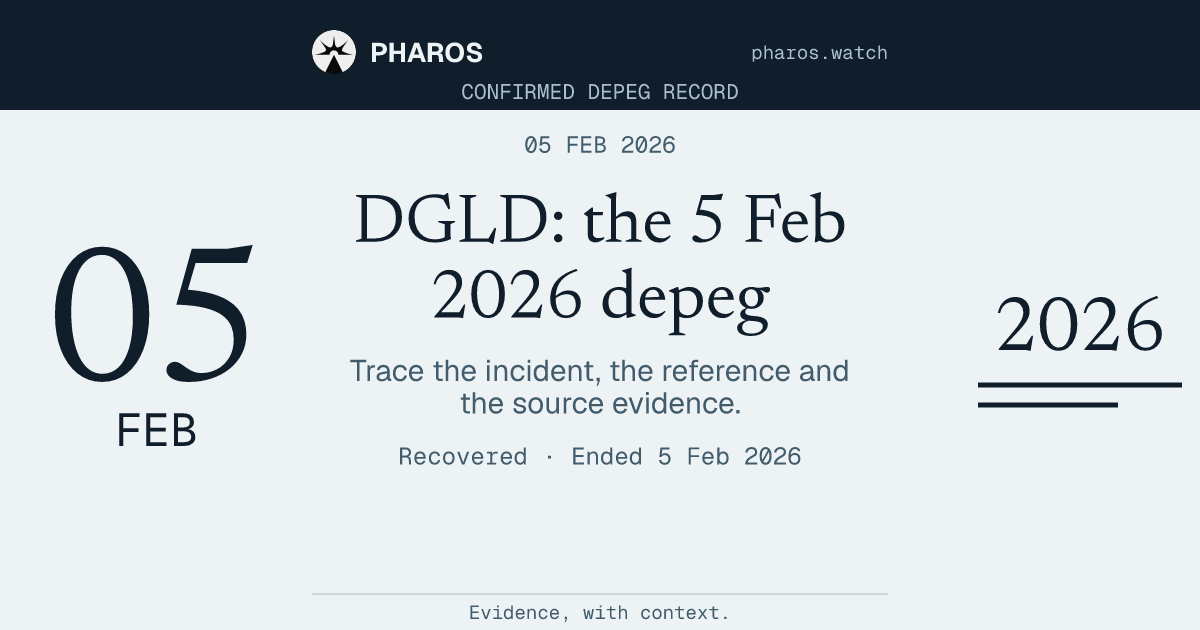 PHAROS
pharos.watch
CONFIRMED DEPEG RECORD
05 FEB 2026
DGLD: the 5 Feb
2026 depeg
Trace the incident, the reference and
the source evidence.
Recovered · Ended 5 Feb 2026
05
FEB
2026
Evidence, with context.